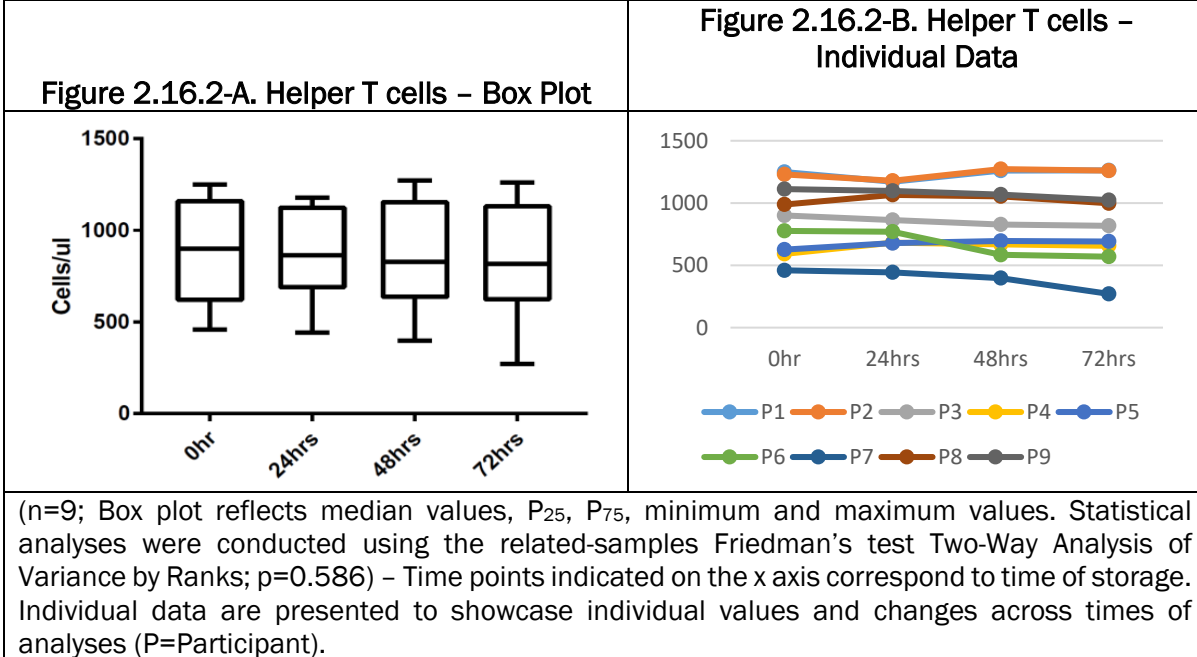 Figure 2.16.2-A. Helper T cells – Box Plot
Figure 2.16.2-B. Helper T cells –
Individual Data
1500
1000
500
0
Cells/ul
0hr
24hrs
48hrs
72hrs
1500
1000
500
0
0hr 24hrs 48hrs 72hrs
P1 P2 P3 P4 P5
P6 P7 P8 P9
(n=9; Box plot reflects median values, P25, P75, minimum and maximum values. Statistical
analyses were conducted using the related-samples Friedman’s test Two-Way Analysis of
Variance by Ranks; p=0.586) – Time points indicated on the x axis correspond to time of storage.
Individual data are presented to showcase individual values and changes across times of
analyses (P=Participant).